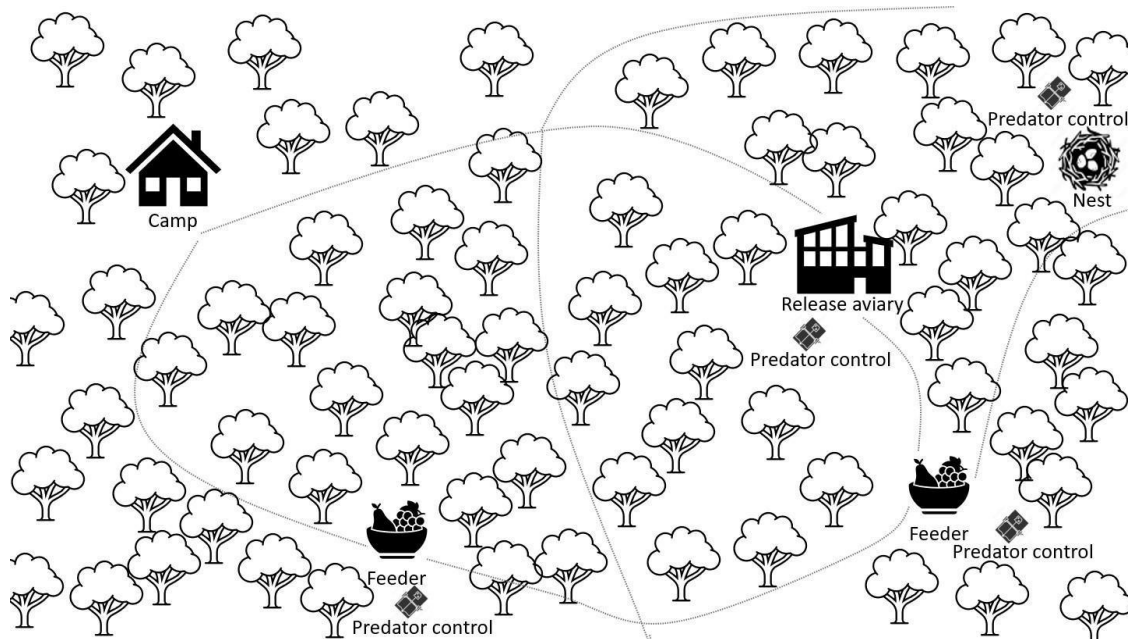 Predator control
Nest
Camp
Release aviary
Predator control
Feeder
Predator control
Feeder
Predator control